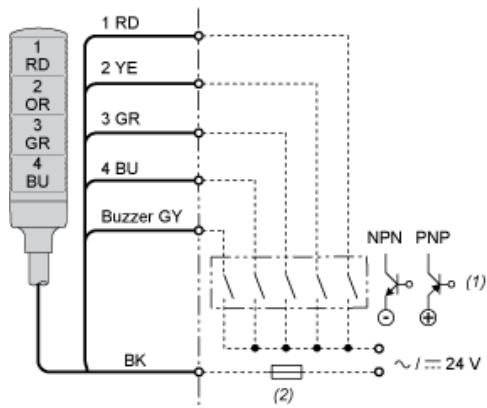 1
RD
2
OR
3
GR
4
BU
1 RD
2 YE
3 GR
4 BU
Buzzer GY
BK
NPN PNP
(1)
~ / ⎓ 24 V
(2)